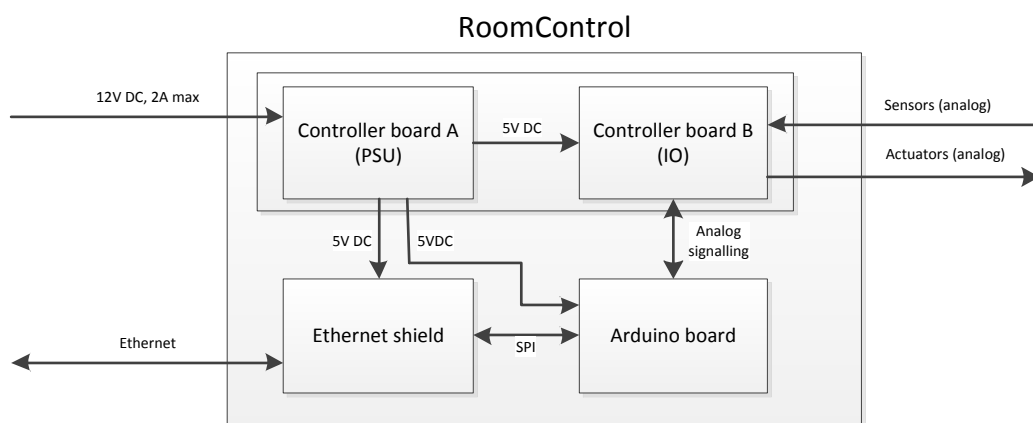 RoomControl
12V DC, 2A max
Controller board A
(PSU)
5V DC
Controller board B
(IO)
Sensors (analog)
Actuators (analog)
5V DC
5VDC
Analog
signalling
Ethernet
Ethernet shield
SPI
Arduino board